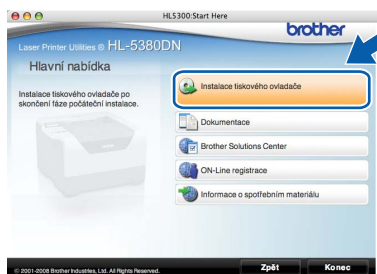 HL5300:Start Here
brother
Laser Printer Utilities ® HL-5380DN
Hlavní nabídka
Instalace tiskového ovladače po
skončení fáze počáteční instalace.
Instalace tiskového ovladače
Dokumentace
Brother Solutions Center
ON-Line registrace
Informace o spotřebním materiálu
© 2001-2008 Brother Industries, Ltd. All Rights Reserved.
Zpět
Konec